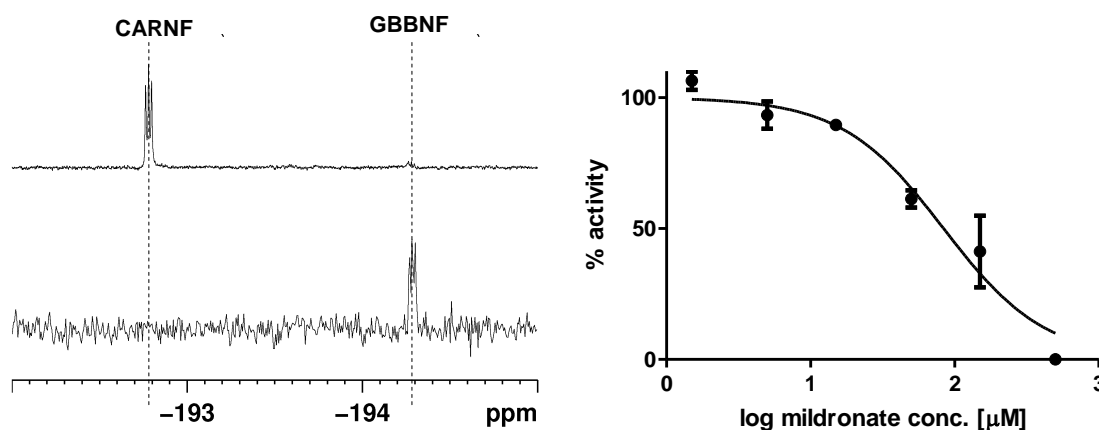 CARNF GBBNF
−193 −194 ppm
100
50
0
% activity
0 1 2 3
log mildronate conc. [μM]